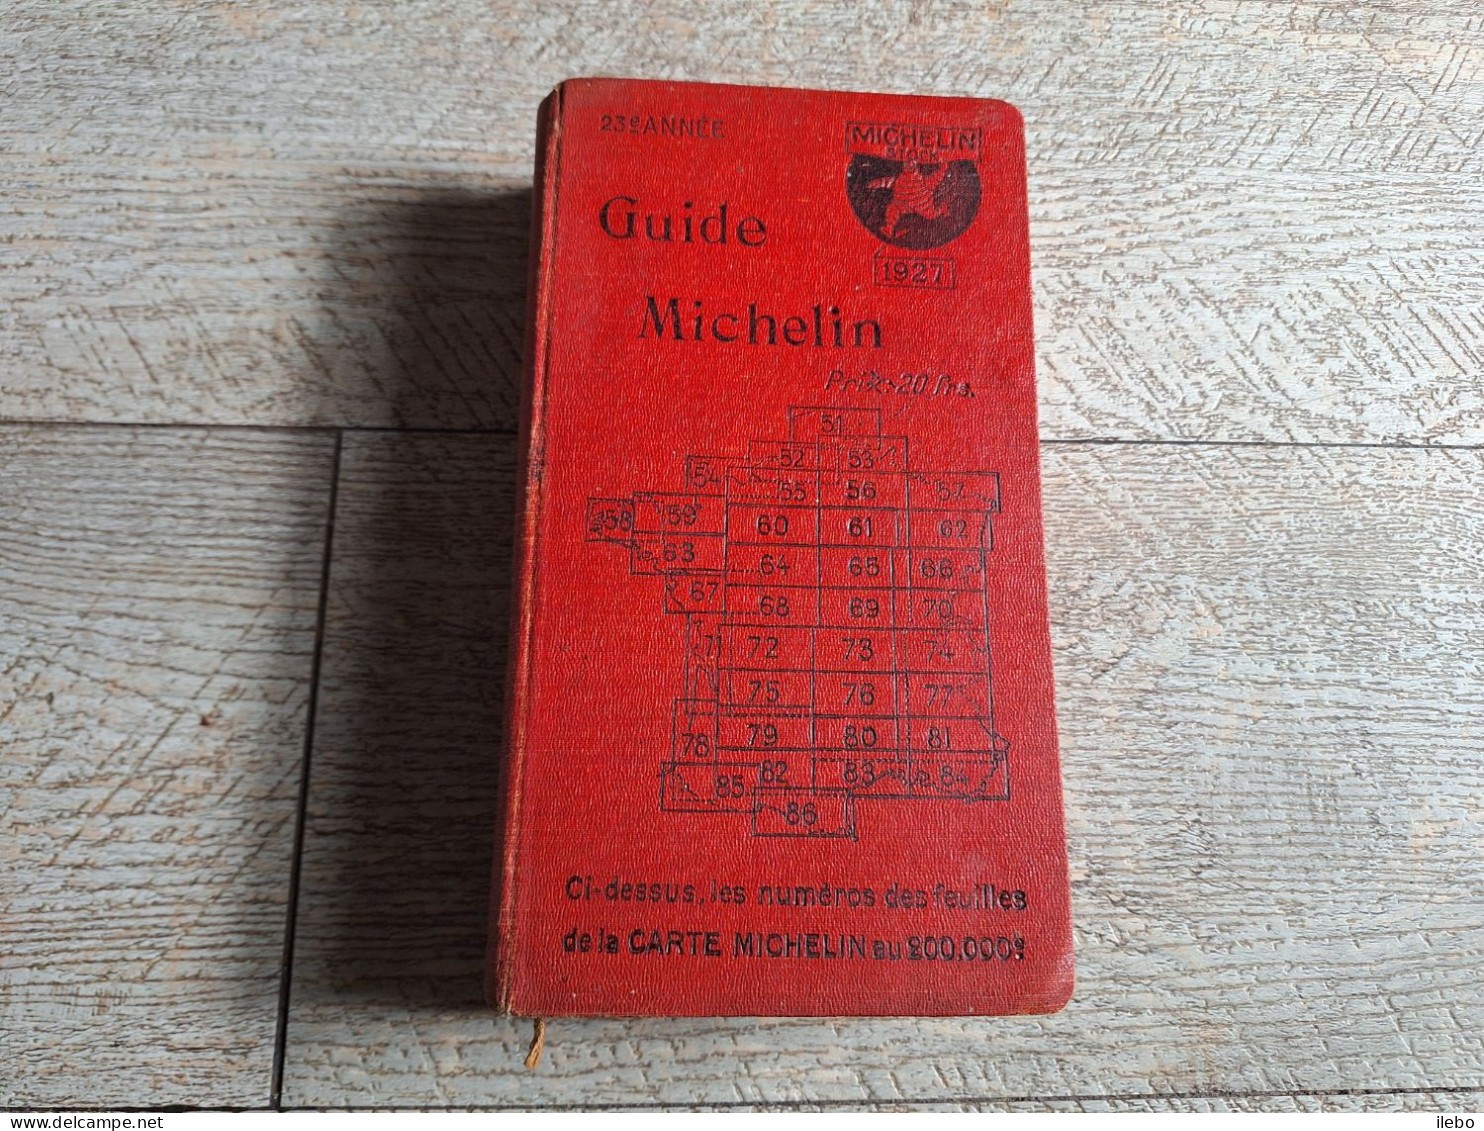 23e ANNÉE
MICHELIN
Guide
1927
Michelin
Prix: 20 frs.
51
52 53
54 55 56 57
58 59 60 61 62
63 64 65 66
67 68 69 70
71 72 73 74
75 76 77
78 79 80 81
82 83 84
85
86
Ci-dessus, les numéros des feuilles
de la CARTE MICHELIN au 200.000e
delcampe.net
ilebo